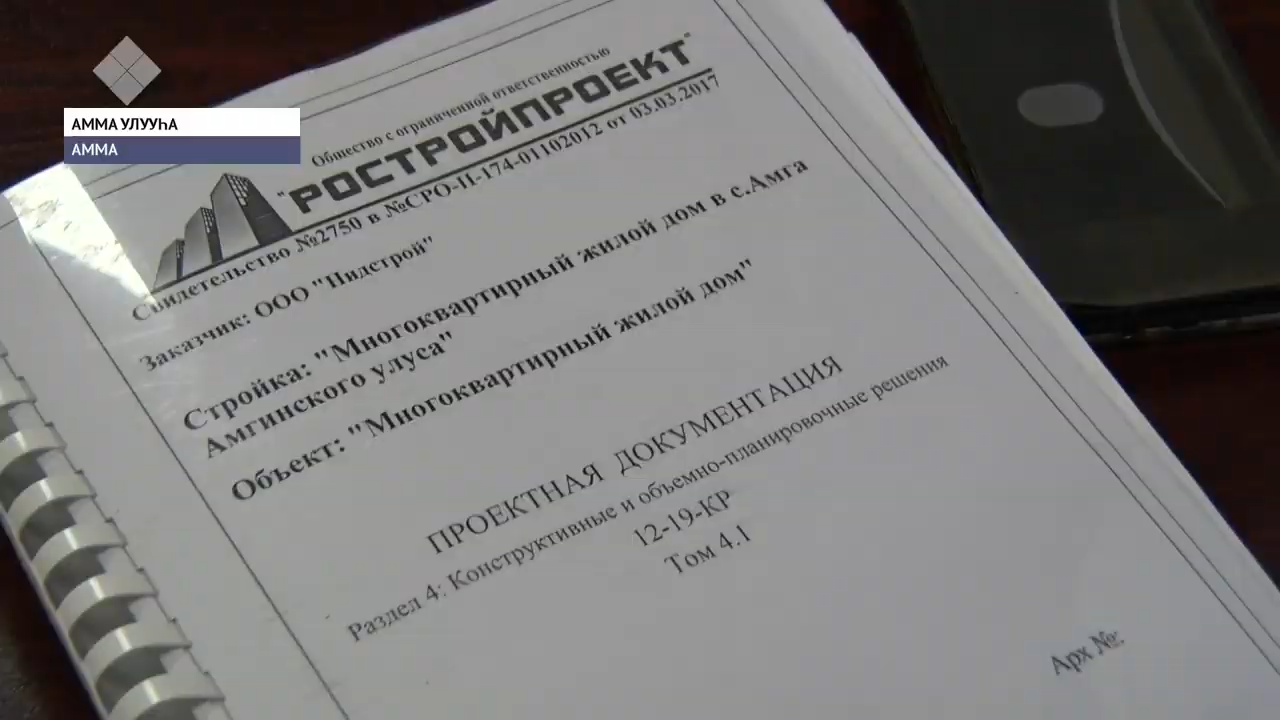 АММА УЛУУҺА
АММА
Общество с ограниченной ответственностью
"РОСТРОЙПРОЕКТ"
Свидетельство №2750 в №СРО-II-174-01102012 от 03.03.2017
Заказчик: ООО "Индстрой"
Стройка: "Многоквартирный жилой дом в с.Амга
Амгинского улуса"
Объект: "Многоквартирный жилой дом"
ПРОЕКТНАЯ ДОКУМЕНТАЦИЯ
Раздел 4: Конструктивные и объемно-планировочные решения
12-19-КР
Том 4.1
Арх №: